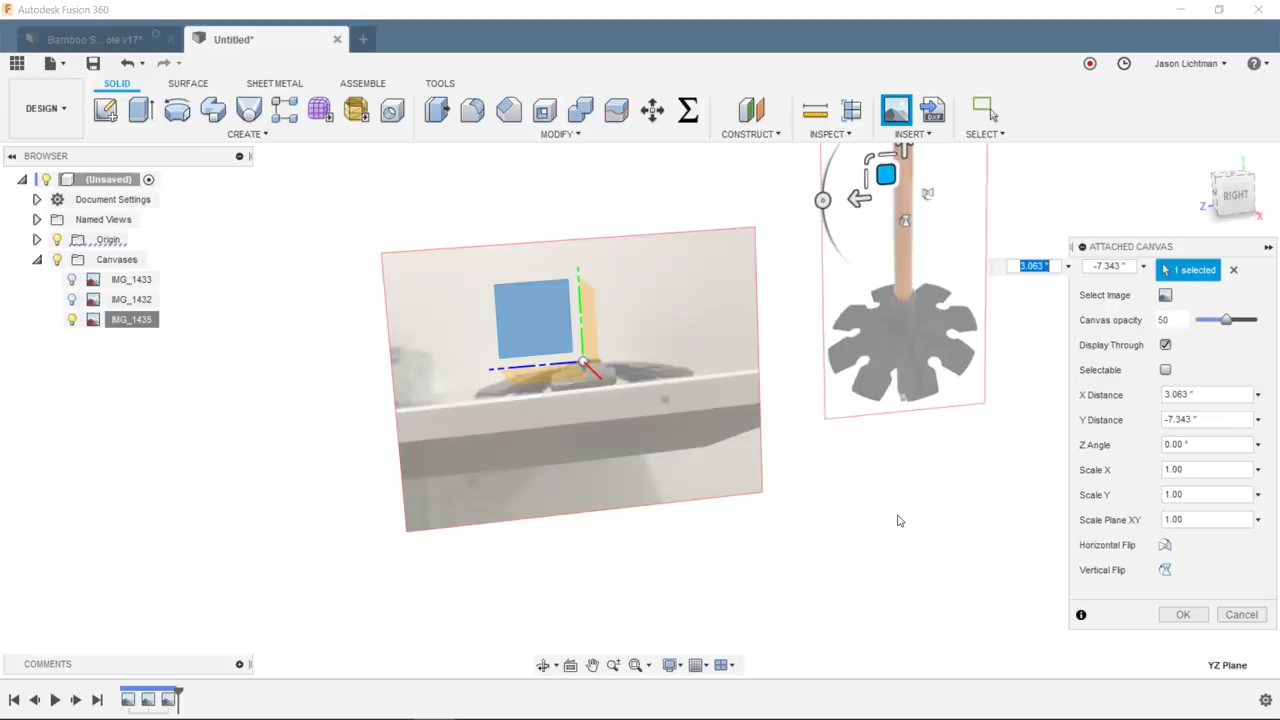 Autodesk Fusion 360
Bamboo S... ole v17*
Untitled*
Jason Lichtman
SOLID
SURFACE
SHEET METAL
ASSEMBLE
TOOLS
DESIGN
CREATE
MODIFY
CONSTRUCT
INSPECT
INSERT
SELECT
BROWSER
(Unsaved)
Document Settings
Named Views
Origin
Canvases
IMG_1433
IMG_1432
IMG_1435
RIGHT
Z
Y
X
3.063 "
-7.343 "
ATTACHED CANVAS
1 selected
Select Image
Canvas opacity 50
Display Through
Selectable
X Distance 3.063 "
Y Distance -7.343 "
Z Angle 0.00 °
Scale X 1.00
Scale Y 1.00
Scale Plane XY 1.00
Horizontal Flip
Vertical Flip
OK
Cancel
COMMENTS
YZ Plane